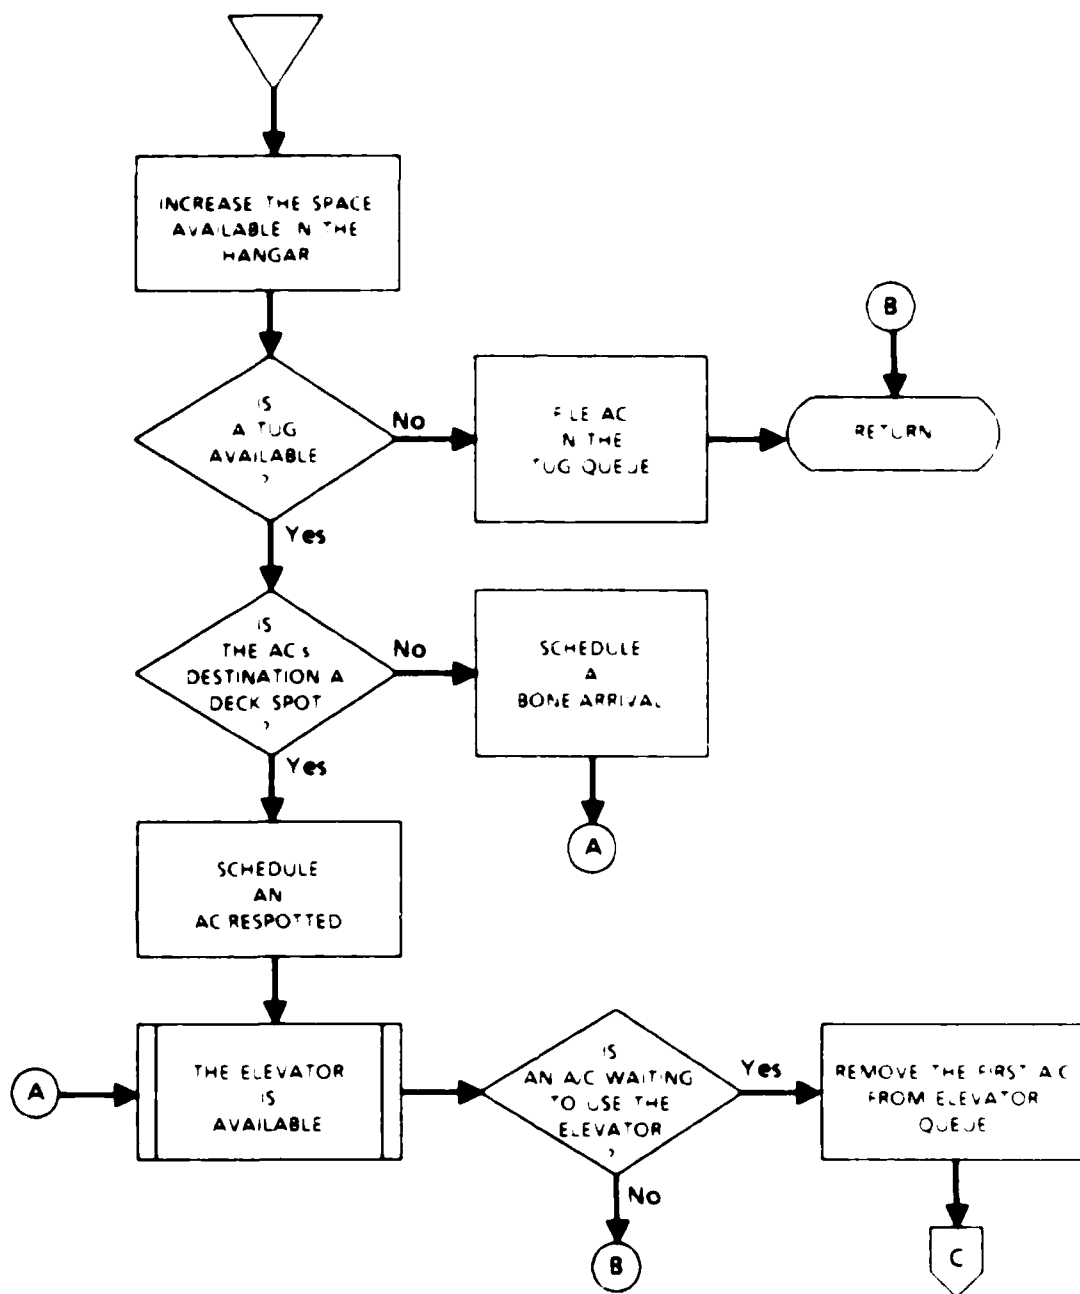 INCREASE THE SPACE
AVAILABLE IN THE
HANGAR
B
IS
A TUG
AVAILABLE
?
No
FILE AC
IN THE
TUG QUEUE
RETURN
Yes
IS
THE ACs
DESTINATION A
DECK SPOT
?
No
SCHEDULE
A
BONE ARRIVAL
Yes
A
SCHEDULE
AN
AC RESPOTTED
A
THE ELEVATOR
IS
AVAILABLE
IS
AN A/C WAITING
TO USE THE
ELEVATOR
?
Yes
REMOVE THE FIRST A/C
FROM ELEVATOR
QUEUE
No
B
C